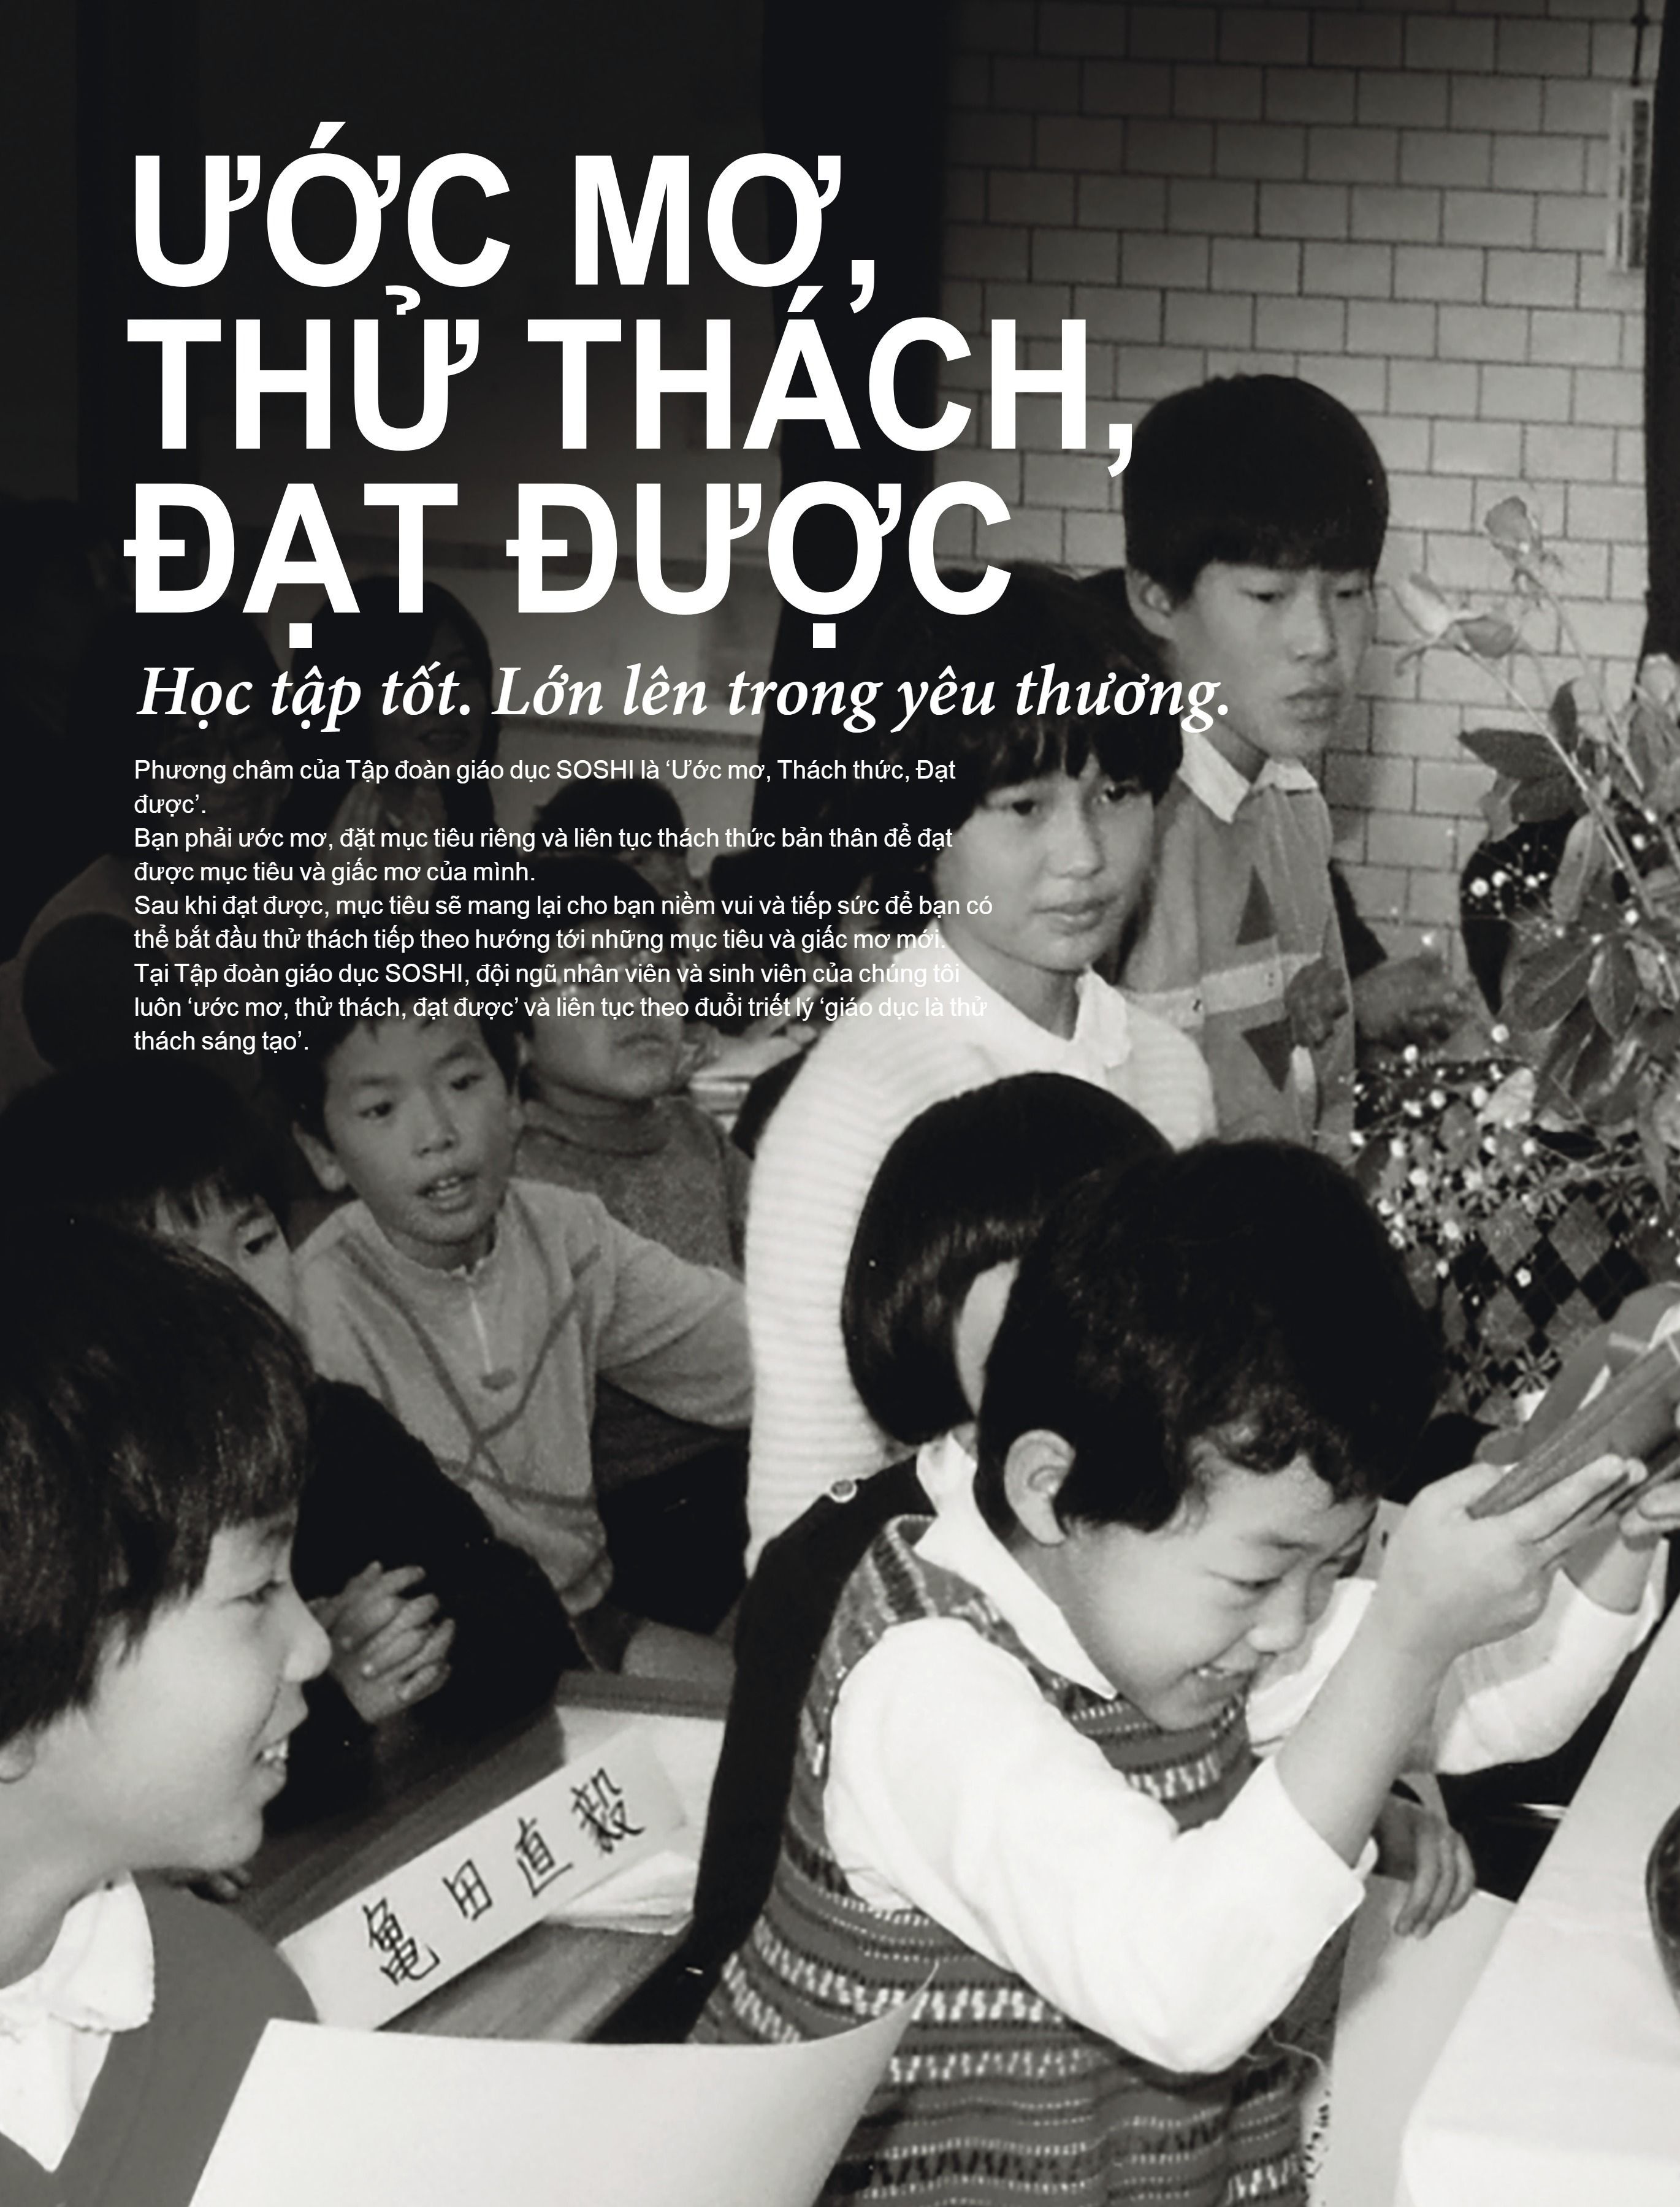 ƯỚC MƠ,
THỬ THÁCH,
ĐẠT ĐƯỢC
Học tập tốt. Lớn lên trong yêu thương.
Phương châm của Tập đoàn giáo dục SOSHI là ‘Ước mơ, Thách thức, Đạt
được’.
Bạn phải ước mơ, đặt mục tiêu riêng và liên tục thách thức bản thân để đạt
được mục tiêu và giấc mơ của mình.
Sau khi đạt được, mục tiêu sẽ mang lại cho bạn niềm vui và tiếp sức để bạn có
thể bắt đầu thử thách tiếp theo hướng tới những mục tiêu và giấc mơ mới.
Tại Tập đoàn giáo dục SOSHI, đội ngũ nhân viên và sinh viên của chúng tôi
luôn ‘ước mơ, thử thách, đạt được’ và liên tục theo đuổi triết lý ‘giáo dục là thử
thách sáng tạo’.
亀田直毅